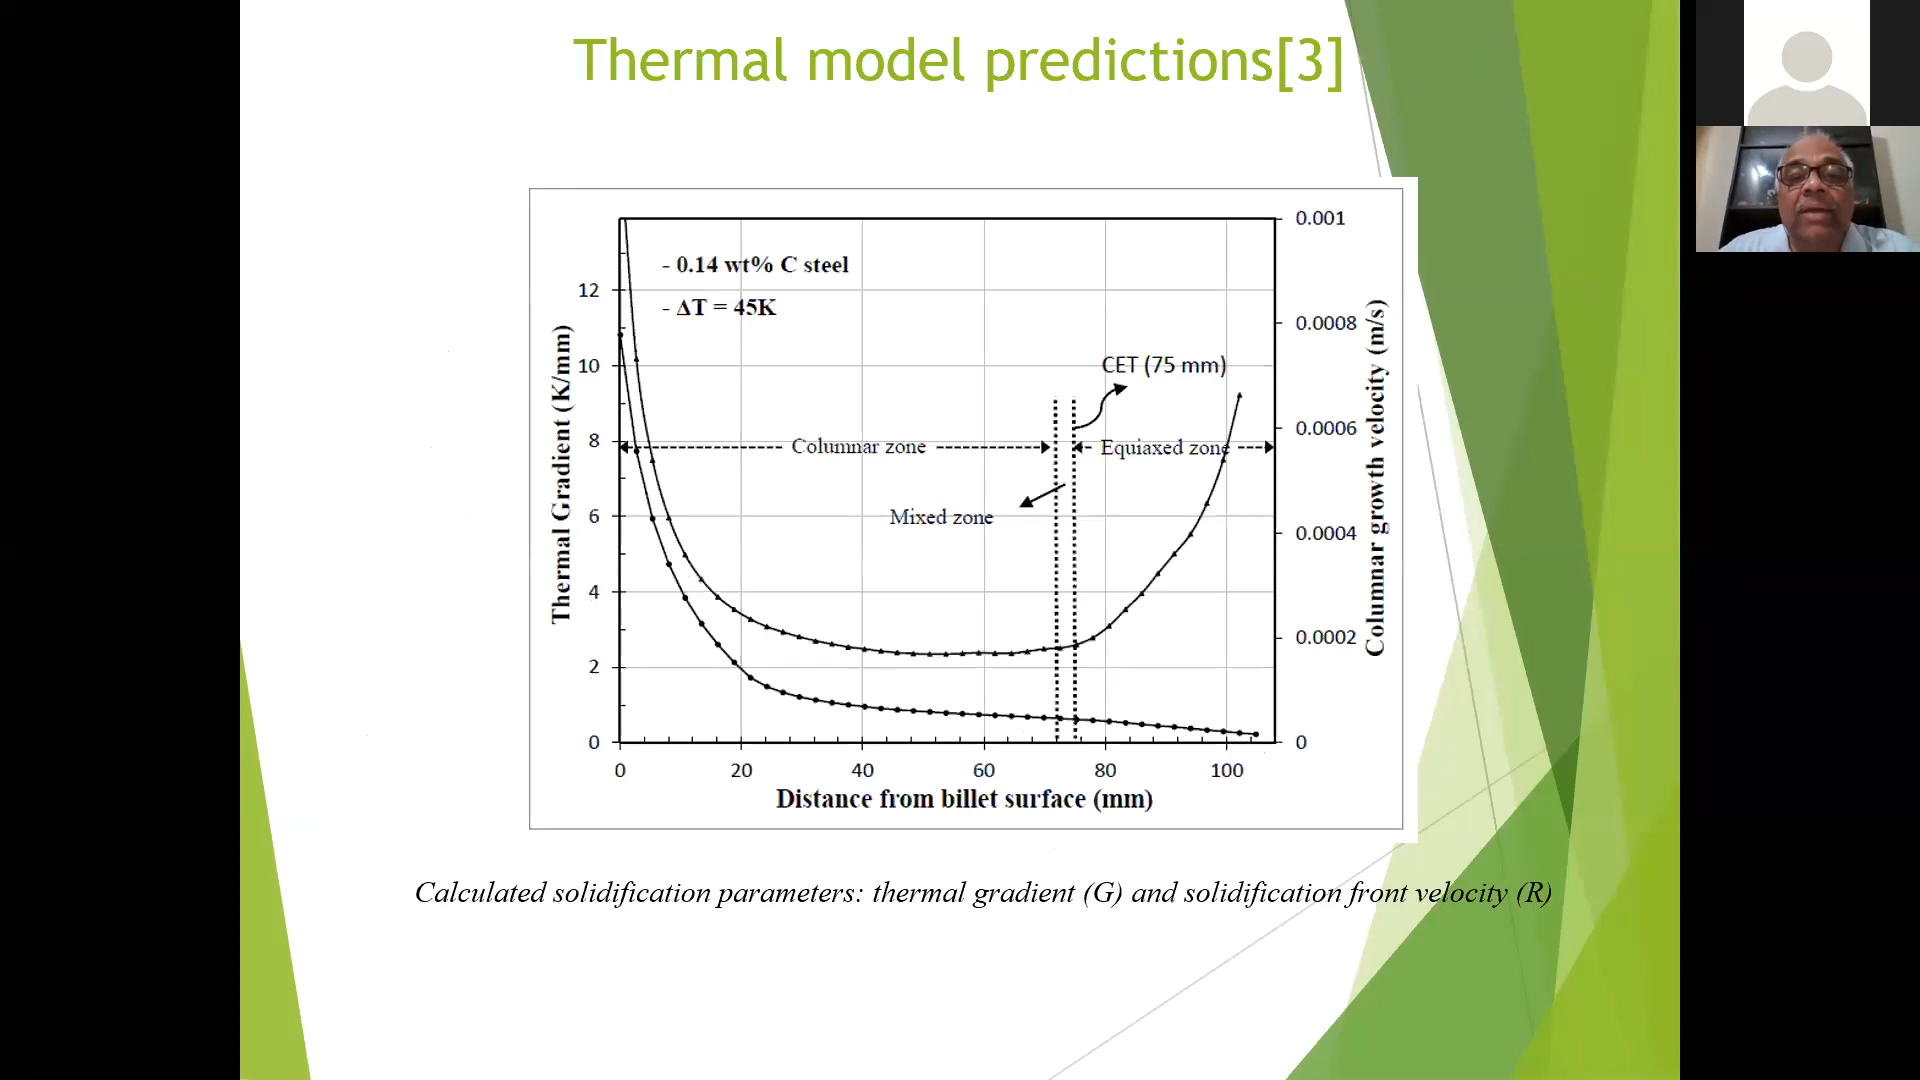 Thermal model predictions[3]
- 0.14 wt% C steel
- ΔT = 45K
CET (75 mm)
Columnar zone
Equiaxed zone
Mixed zone
Thermal Gradient (K/mm)
12
10
8
6
4
2
0
Columnar growth velocity (m/s)
0.001
0.0008
0.0006
0.0004
0.0002
0
0 20 40 60 80 100
Distance from billet surface (mm)
Calculated solidification parameters: thermal gradient (G) and solidification front velocity (R)